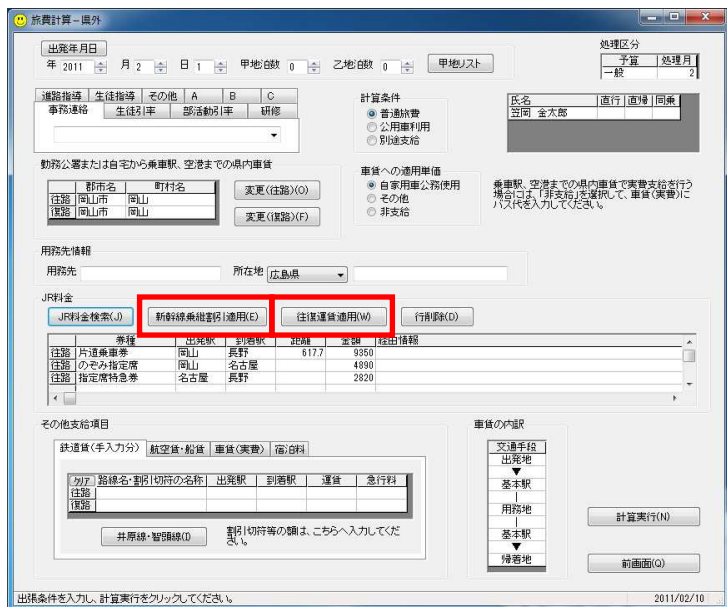 旅費計算－県外
出発年月日
年 2011 月 2 日 1 甲地泊数 0 乙地泊数 0 甲地リスト
処理区分
予算 処理月
一般 2
進路指導 生徒指導 その他 A B C
事務連絡 生徒引率 部活動引率 研修
計算条件
普通旅費
公用車利用
別途支給
氏名 直行 直帰 同乗
笠岡 金太郎
勤務公署または自宅から乗車駅、空港までの県内車賃
郡市名 町村名
往路 岡山市 岡山
復路 岡山市 岡山
変更(往路)(O)
変更(復路)(F)
車賃への適用単価
自家用車公務使用
その他
非支給
乗車駅、空港までの県内車賃で実費支給を行う
場合には、「非支給」を選択して、車賃(実費)に
バス代を入力してください。
用務先情報
用務先 所在地 広島県
JR料金
JR料金検索(J) 新幹線乗継割引適用(E) 往復運賃適用(W) 行削除(D)
券種 出発駅 到着駅 距離 金額 経由情報
往路 片道乗車券 岡山 長野 617.7 9350
往路 のぞみ指定席 岡山 名古屋 4890
往路 指定席特急券 名古屋 長野 2820
その他支給項目
鉄道賃(手入力分) 航空賃・船賃 車賃(実費) 宿泊料
クリア 路線名・割引切符の名称 出発駅 到着駅 運賃 急行料
往路
復路
井原線・智頭線(I)
割引切符等の額は、こちらへ入力してくだ
さい。
車賃の内訳
交通手段
出発地
▼
基本駅
｜
用務地
｜
基本駅
▼
帰着地
計算実行(N)
前画面(Q)
出張条件を入力し、計算実行をクリックしてください。 2011/02/10